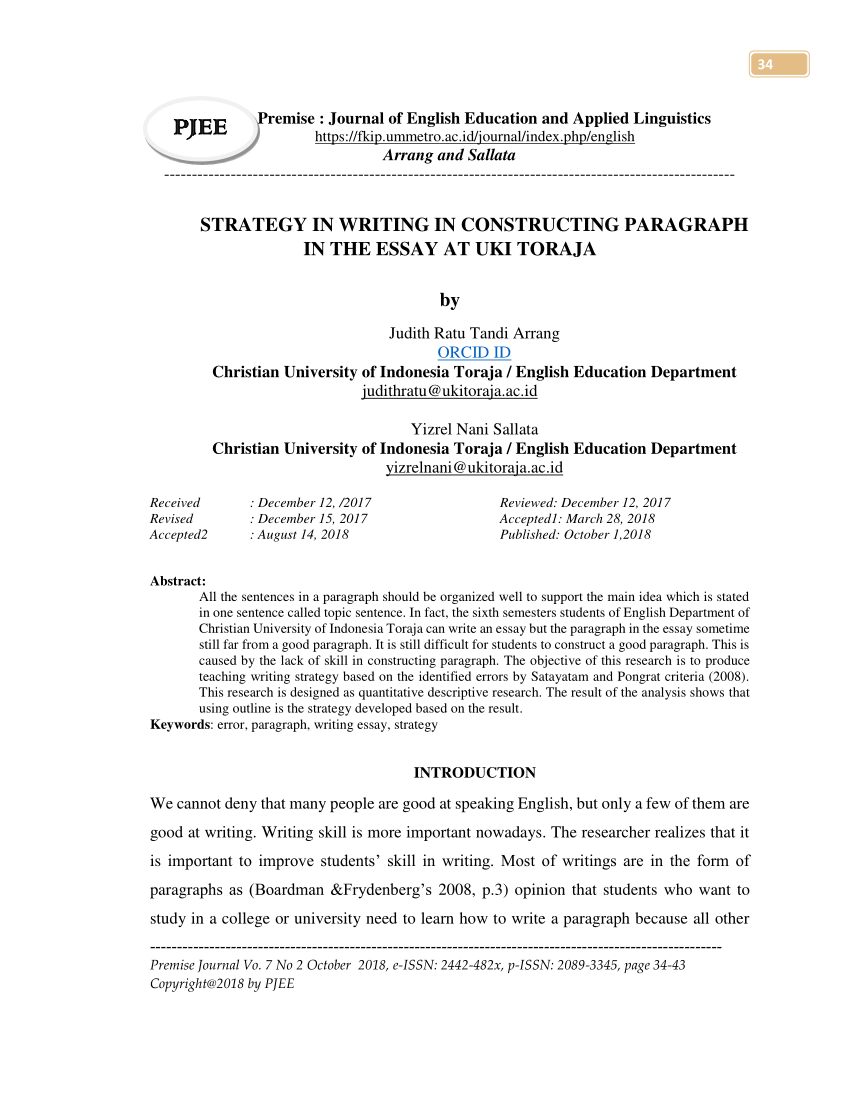 34
PJEE
Premise : Journal of English Education and Applied Linguistics
https://fkip.ummetro.ac.id/journal/index.php/english
Arrang and Sallata
---------------------------------------------------------------------------------------------------------
STRATEGY IN WRITING IN CONSTRUCTING PARAGRAPH
IN THE ESSAY AT UKI TORAJA
by
Judith Ratu Tandi Arrang
ORCID ID
Christian University of Indonesia Toraja / English Education Department
judithratu@ukitoraja.ac.id
Yizrel Nani Sallata
Christian University of Indonesia Toraja / English Education Department
yizrelnani@ukitoraja.ac.id
Received : December 12, /2017 Reviewed: December 12, 2017
Revised : December 15, 2017 Accepted1: March 28, 2018
Accepted2 : August 14, 2018 Published: October 1,2018
Abstract:
All the sentences in a paragraph should be organized well to support the main idea which is stated
in one sentence called topic sentence. In fact, the sixth semesters students of English Department of
Christian University of Indonesia Toraja can write an essay but the paragraph in the essay sometime
still far from a good paragraph. It is still difficult for students to construct a good paragraph. This is
caused by the lack of skill in constructing paragraph. The objective of this research is to produce
teaching writing strategy based on the identified errors by Satayatam and Pongrat criteria (2008).
This research is designed as quantitative descriptive research. The result of the analysis shows that
using outline is the strategy developed based on the result.
Keywords: error, paragraph, writing essay, strategy
INTRODUCTION
We cannot deny that many people are good at speaking English, but only a few of them are
good at writing. Writing skill is more important nowadays. The researcher realizes that it
is important to improve students’ skill in writing. Most of writings are in the form of
paragraphs as (Boardman &Frydenberg’s 2008, p.3) opinion that students who want to
study in a college or university need to learn how to write a paragraph because all other
---------------------------------------------------------------------------------------------------------
Premise Journal Vo. 7 No 2 October 2018, e-ISSN: 2442-482x, p-ISSN: 2089-3345, page 34-43
Copyright@2018 by PJEE